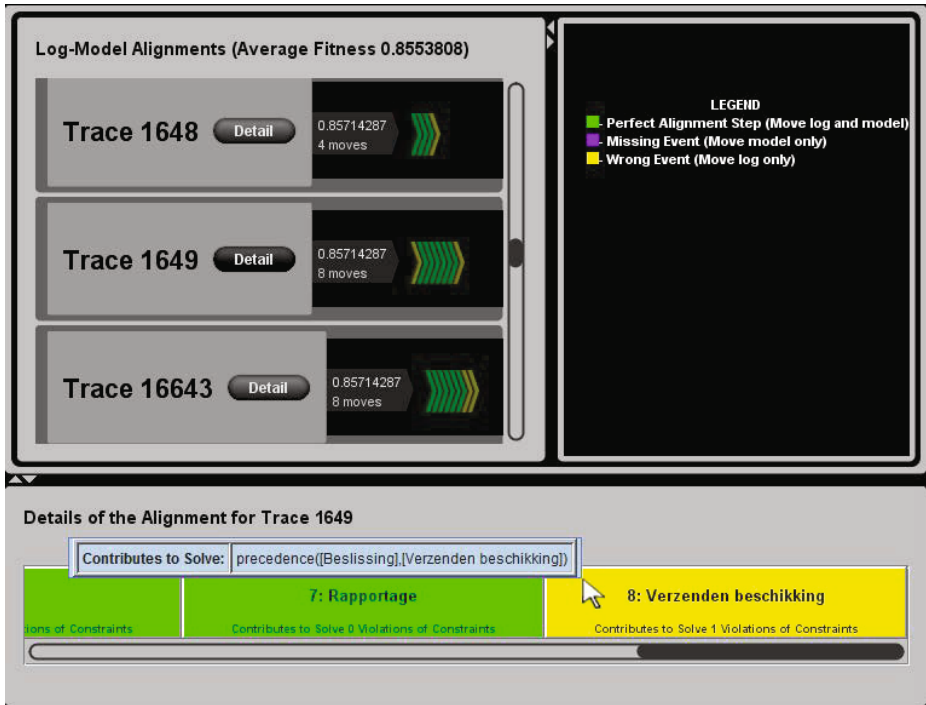 Log-Model Alignments (Average Fitness 0.8553808)
Trace 1648 Detail 0.85714287
4 moves
Trace 1649 Detail 0.85714287
8 moves
Trace 16643 Detail 0.85714287
8 moves
LEGEND
- Perfect Alignment Step (Move log and model)
- Missing Event (Move model only)
- Wrong Event (Move log only)
Details of the Alignment for Trace 1649
Contributes to Solve: precedence([Beslissing],[Verzenden beschikking])
7: Rapportage 8: Verzenden beschikking
ions of Constraints Contributes to Solve 0 Violations of Constraints Contributes to Solve 1 Violations of Constraints